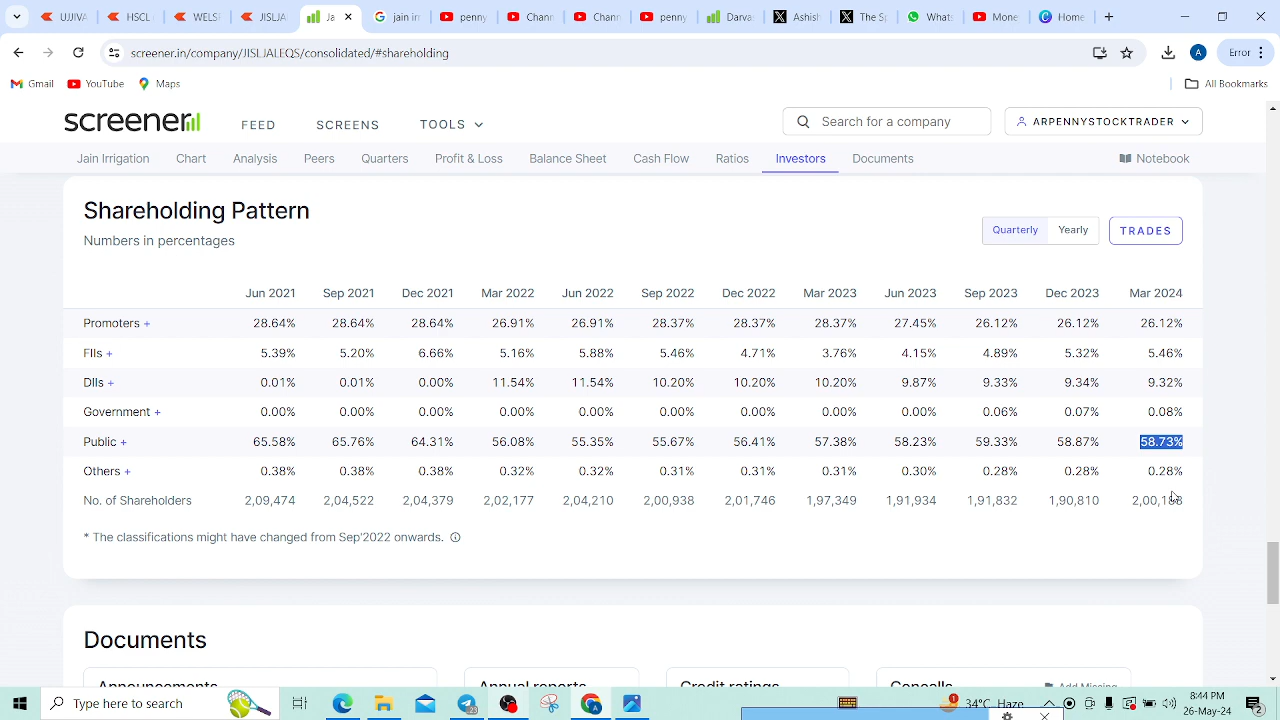 UJJIVA
HSCL
WELSF
JISLJA
Ja
jain in
penny
Chann
Chann
penny
Davar
Ashish
The Sp
Whats
Mone
Home
screener.in/company/JISLJALEQS/consolidated/#shareholding
A
Error
Gmail
YouTube
Maps
All Bookmarks
screener
FEED
SCREENS
TOOLS
Search for a company
ARPENNYSTOCKTRADER
Jain Irrigation
Chart
Analysis
Peers
Quarters
Profit & Loss
Balance Sheet
Cash Flow
Ratios
Investors
Documents
Notebook
Shareholding Pattern
Numbers in percentages
Quarterly
Yearly
TRADES
Jun 2021 Sep 2021 Dec 2021 Mar 2022 Jun 2022 Sep 2022 Dec 2022 Mar 2023 Jun 2023 Sep 2023 Dec 2023 Mar 2024
Promoters + 28.64% 28.64% 28.64% 26.91% 26.91% 28.37% 28.37% 28.37% 27.45% 26.12% 26.12% 26.12%
FIIs + 5.39% 5.20% 6.66% 5.16% 5.88% 5.46% 4.71% 3.76% 4.15% 4.89% 5.32% 5.46%
DIIs + 0.01% 0.01% 0.00% 11.54% 11.54% 10.20% 10.20% 10.20% 9.87% 9.33% 9.34% 9.32%
Government + 0.00% 0.00% 0.00% 0.00% 0.00% 0.00% 0.00% 0.00% 0.00% 0.06% 0.07% 0.08%
Public + 65.58% 65.76% 64.31% 56.08% 55.35% 55.67% 56.41% 57.38% 58.23% 59.33% 58.87% 58.73%
Others + 0.38% 0.38% 0.38% 0.32% 0.32% 0.31% 0.31% 0.31% 0.30% 0.28% 0.28% 0.28%
No. of Shareholders 2,09,474 2,04,522 2,04,379 2,02,177 2,04,210 2,00,938 2,01,746 1,97,349 1,91,934 1,91,832 1,90,810
* The classifications might have changed from Sep'2022 onwards.
Documents
Announcements
Annual reports
Credit ratings
Concalls
Add Missing
Type here to search
34°C Haze
8:44 PM
26-May-24